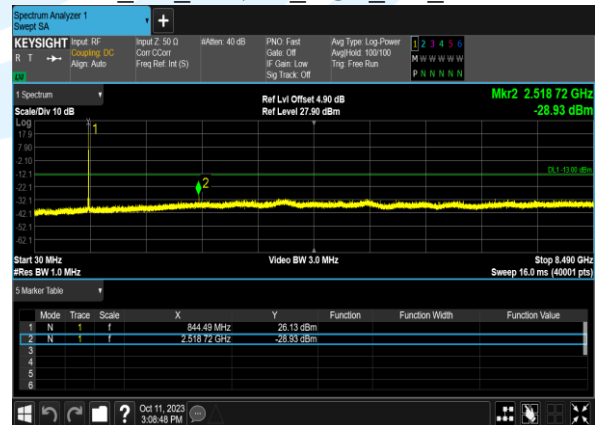 Spectrum Analyzer 1
Swept SA
KEYSIGHT Input: RF Input Z: 50 Ω #Atten: 40 dB PNO: Fast Avg Type: Log-Power 1 2 3 4 5 6
R T Coupling: DC Corr CCorr Gate: Off Avg|Hold: 100/100 M W W W W W
Align: Auto Freq Ref: Int (S) IF Gain: Low Trig: Free Run
Sig Track: Off P N N N N N
1 Spectrum Ref Lvl Offset 4.90 dB Mkr2 2.518 72 GHz
Scale/Div 10 dB Ref Level 27.90 dBm -28.93 dBm
Log
17.9
7.90
-2.10
-12.1
-22.1
-32.1
-42.1
-52.1
-62.1
1
2
DL1 -13.00 dBm
Start 30 MHz Video BW 3.0 MHz Stop 8.490 GHz
#Res BW 1.0 MHz Sweep 16.0 ms (40001 pts)
5 Marker Table
Mode Trace Scale X Y Function Function Width Function Value
1 N 1 f 844.49 MHz 26.13 dBm
2 N 1 f 2.518 72 GHz -28.93 dBm
3
4
5
6
? Oct 11, 2023
3:08:48 PM